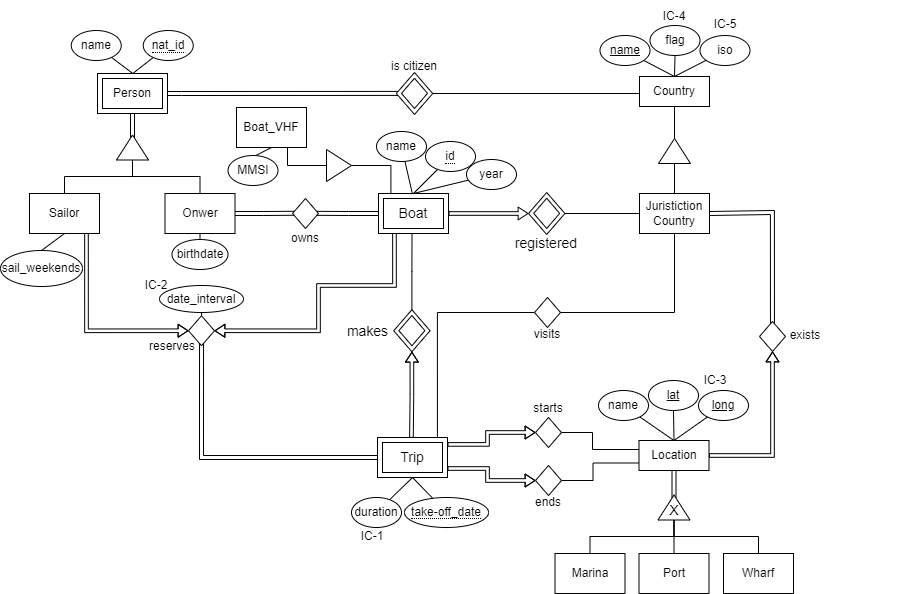 IC-4
IC-5
name
nat_id
flag
name
iso
is citizen
Person
Country
Boat_VHF
name
id
year
MMSI
Sailor
Onwer
Boat
Juristiction
Country
owns
registered
birthdate
sail_weekends
IC-2
date_interval
makes
visits
exists
reserves
IC-3
lat
name
long
starts
Trip
Location
ends
duration
take-off_date
X
IC-1
Marina
Port
Wharf